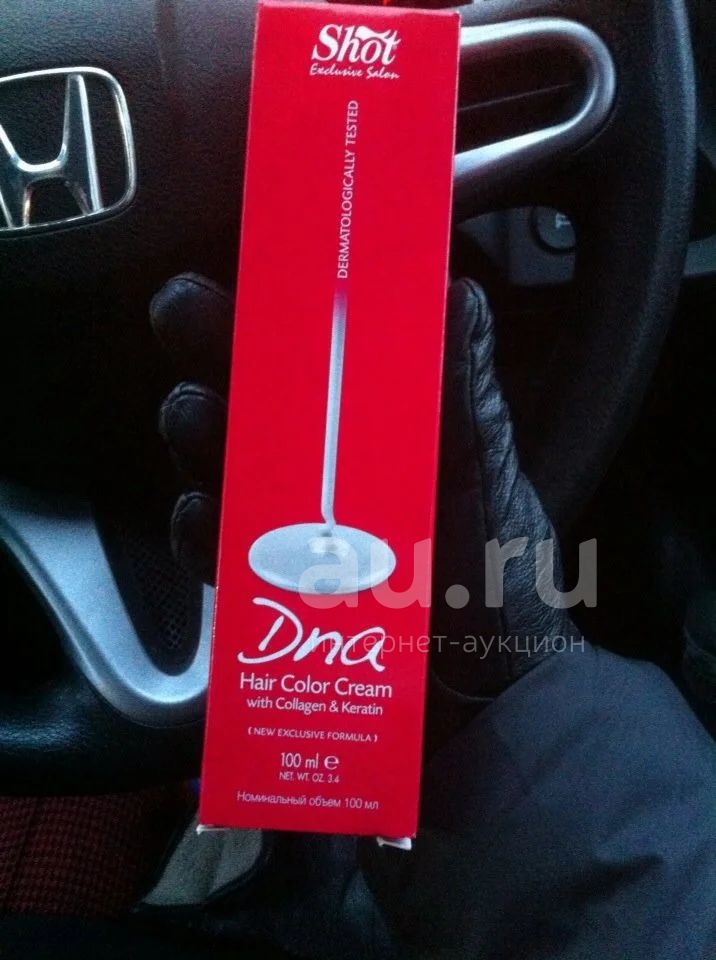 Shot
Exclusive Salon
DERMATOLOGICALLY TESTED
au.ru
интернет-аукцион
Dna
Hair Color Cream
with Collagen & Keratin
( NEW EXCLUSIVE FORMULA )
100 ml e
NET. WT. OZ. 3.4
Номинальный объем 100 мл